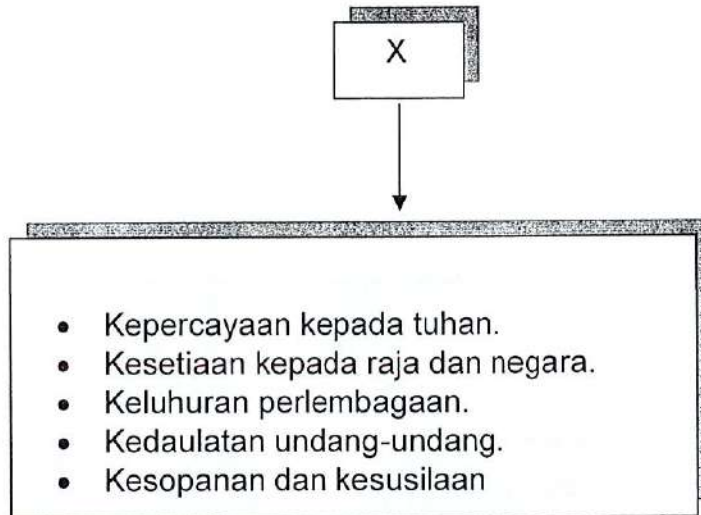 X
• Kepercayaan kepada tuhan.
• Kesetiaan kepada raja dan negara.
• Keluhuran perlembagaan.
• Kedaulatan undang-undang.
• Kesopanan dan kesusilaan